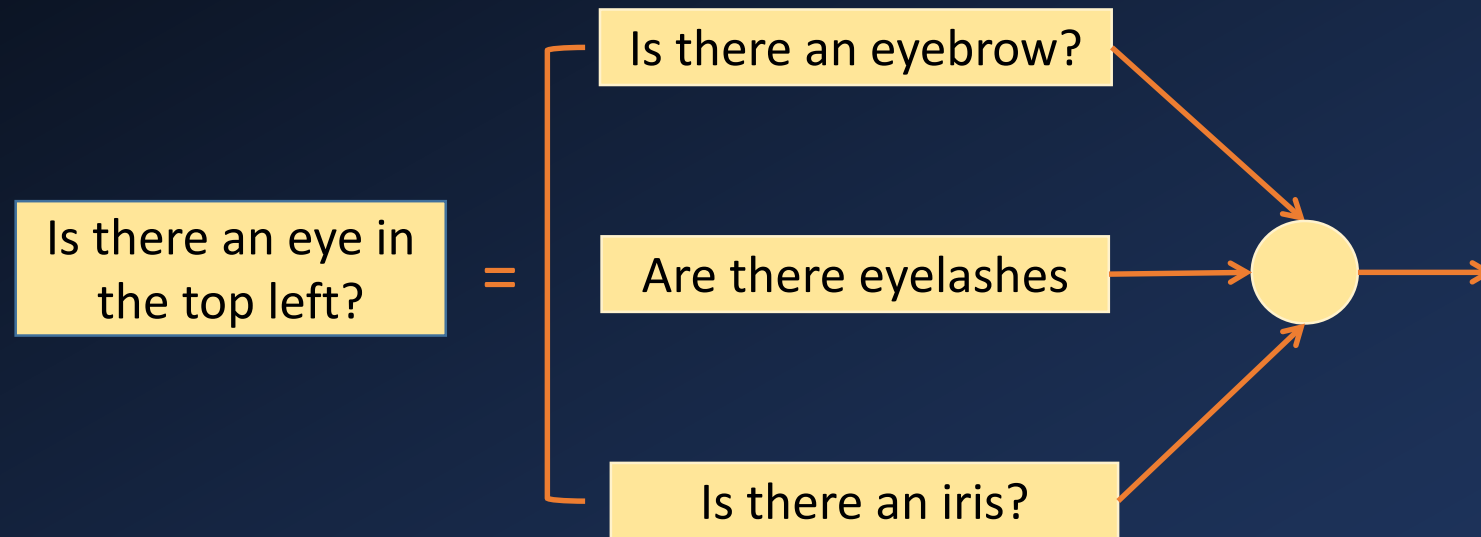 Is there an eyebrow?
Is there an eye in
the top left?
=
Are there eyelashes
Is there an iris?